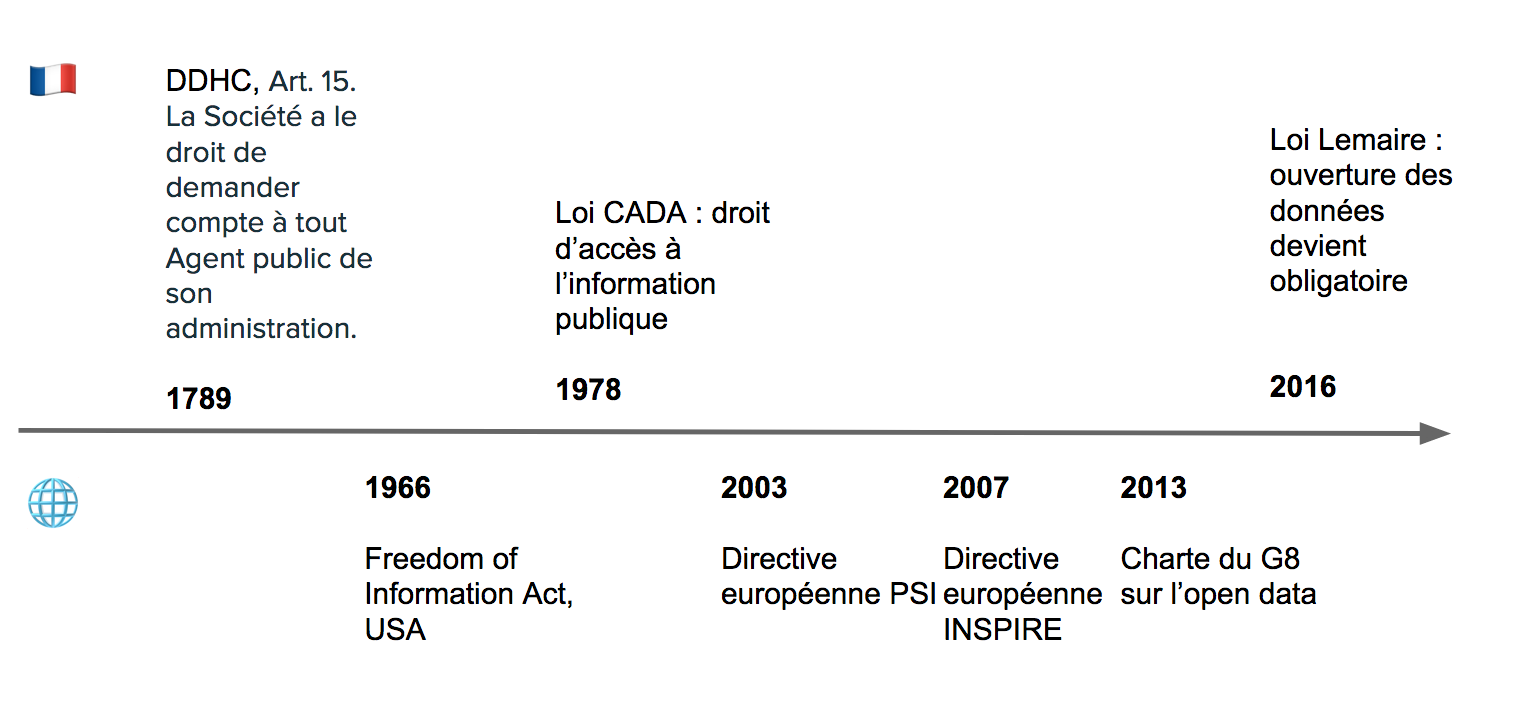 DDHC, Art. 15.
La Société a le
droit de
demander
compte à tout
Agent public de
son
administration.
1789
Loi CADA : droit
d’accès à
l’information
publique
1978
Loi Lemaire :
ouverture des
données
devient
obligatoire
2016
1966
Freedom of
Information Act,
USA
2003
Directive
européenne PSI
2007
Directive
européenne
INSPIRE
2013
Charte du G8
sur l’open data